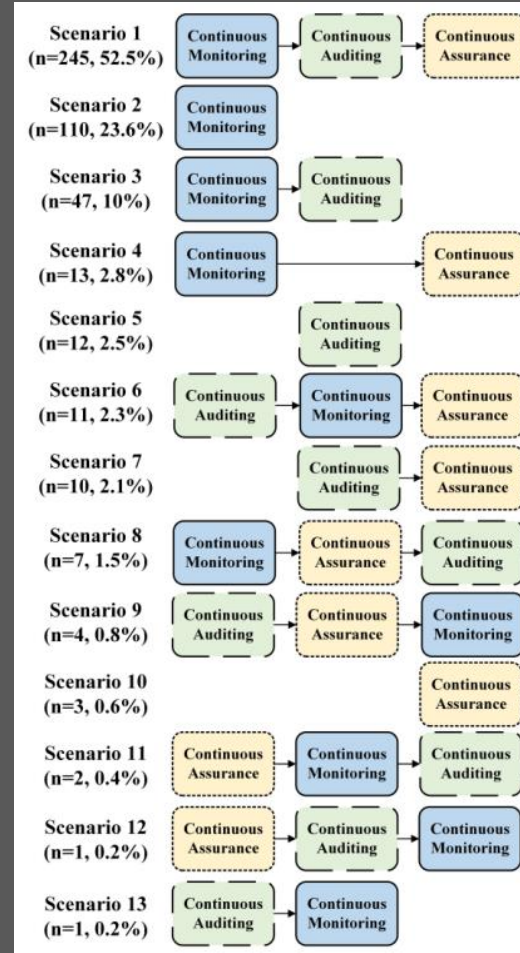 Scenario 1
(n=245, 52.5%)
Continuous
Monitoring
Continuous
Auditing
Continuous
Assurance
Scenario 2
(n=110, 23.6%)
Continuous
Monitoring
Scenario 3
(n=47, 10%)
Continuous
Monitoring
Continuous
Auditing
Scenario 4
(n=13, 2.8%)
Continuous
Monitoring
Continuous
Assurance
Scenario 5
(n=12, 2.5%)
Continuous
Auditing
Scenario 6
(n=11, 2.3%)
Continuous
Auditing
Continuous
Monitoring
Continuous
Assurance
Scenario 7
(n=10, 2.1%)
Continuous
Auditing
Continuous
Assurance
Scenario 8
(n=7, 1.5%)
Continuous
Monitoring
Continuous
Assurance
Continuous
Auditing
Scenario 9
(n=4, 0.8%)
Continuous
Auditing
Continuous
Assurance
Continuous
Monitoring
Scenario 10
(n=3, 0.6%)
Continuous
Assurance
Scenario 11
(n=2, 0.4%)
Continuous
Assurance
Continuous
Monitoring
Continuous
Auditing
Scenario 12
(n=1, 0.2%)
Continuous
Assurance
Continuous
Auditing
Continuous
Monitoring
Scenario 13
(n=1, 0.2%)
Continuous
Auditing
Continuous
Monitoring